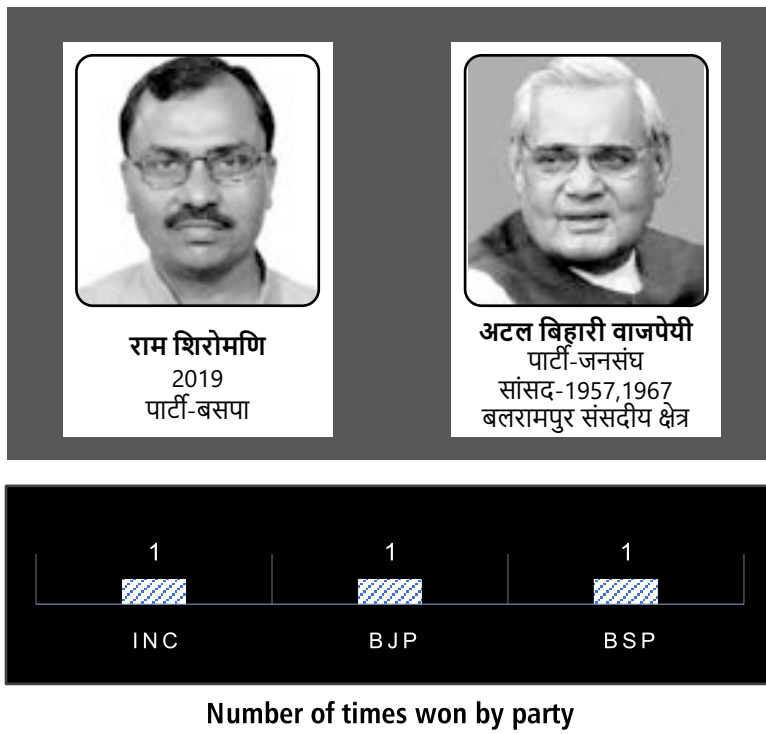 राम शिरोमणि
2019
पार्टी-बसपा
अटल बिहारी वाजपेयी
पार्टी-जनसंघ
सांसद-1957,1967
बलरामपुर संसदीय क्षेत्र
1 1 1
INC BJP BSP
Number of times won by party